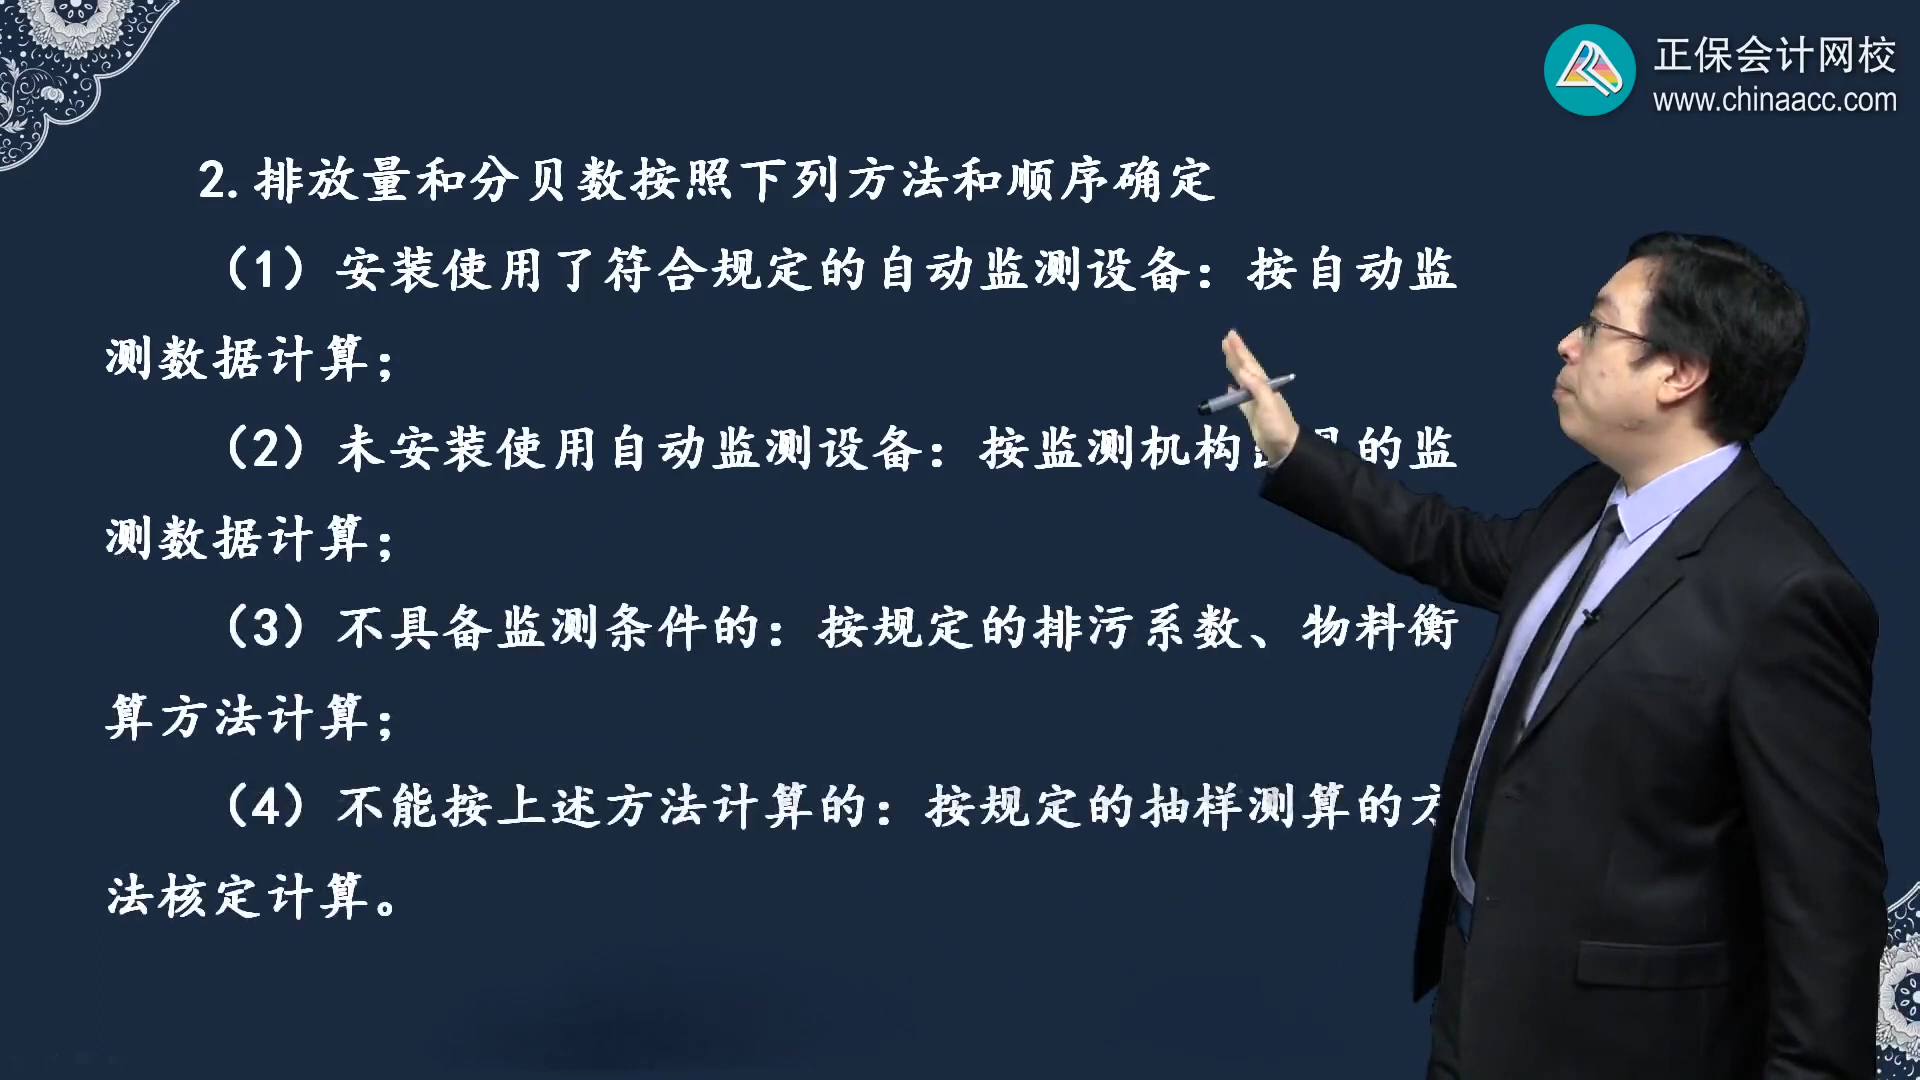 正保会计网校
www.chinaacc.com
2.排放量和分贝数按照下列方法和顺序确定
（1）安装使用了符合规定的自动监测设备：按自动监
测数据计算；
（2）未安装使用自动监测设备：按监测机构 的监
测数据计算；
（3）不具备监测条件的：按规定的排污系数、物料衡
算方法计算；
（4）不能按上述方法计算的：按规定的抽样测算的方
法核定计算。